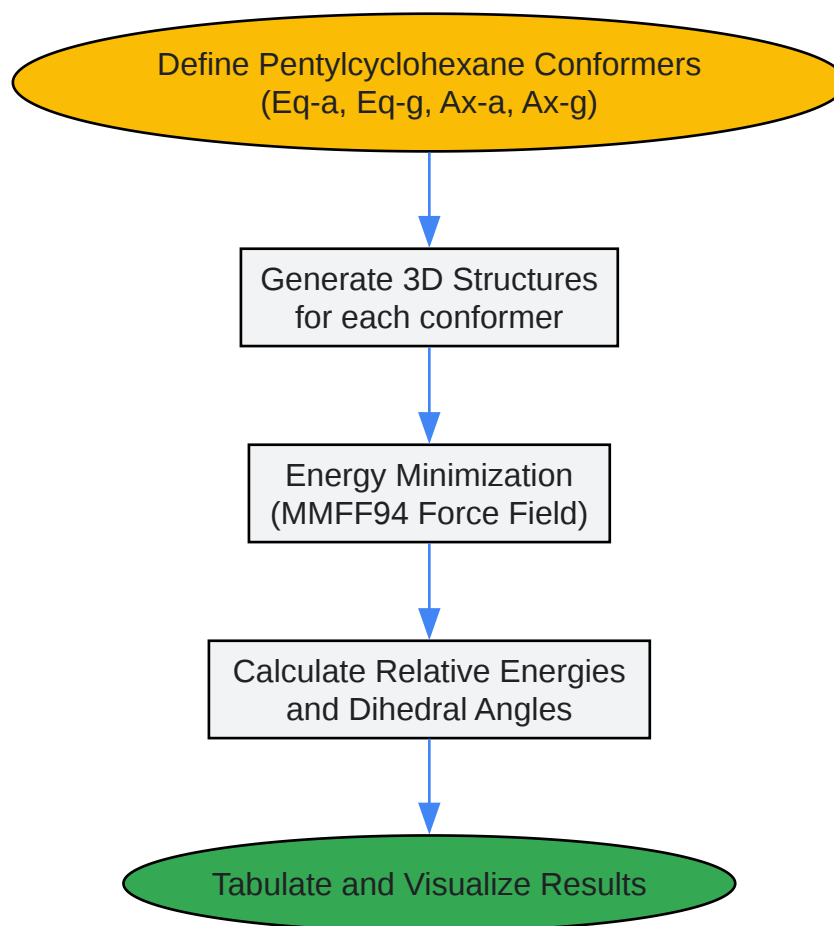 Define Pentylcyclohexane Conformers
(Eq-a, Eq-g, Ax-a, Ax-g)
Generate 3D Structures
for each conformer
Energy Minimization
(MMFF94 Force Field)
Calculate Relative Energies
and Dihedral Angles
Tabulate and Visualize Results